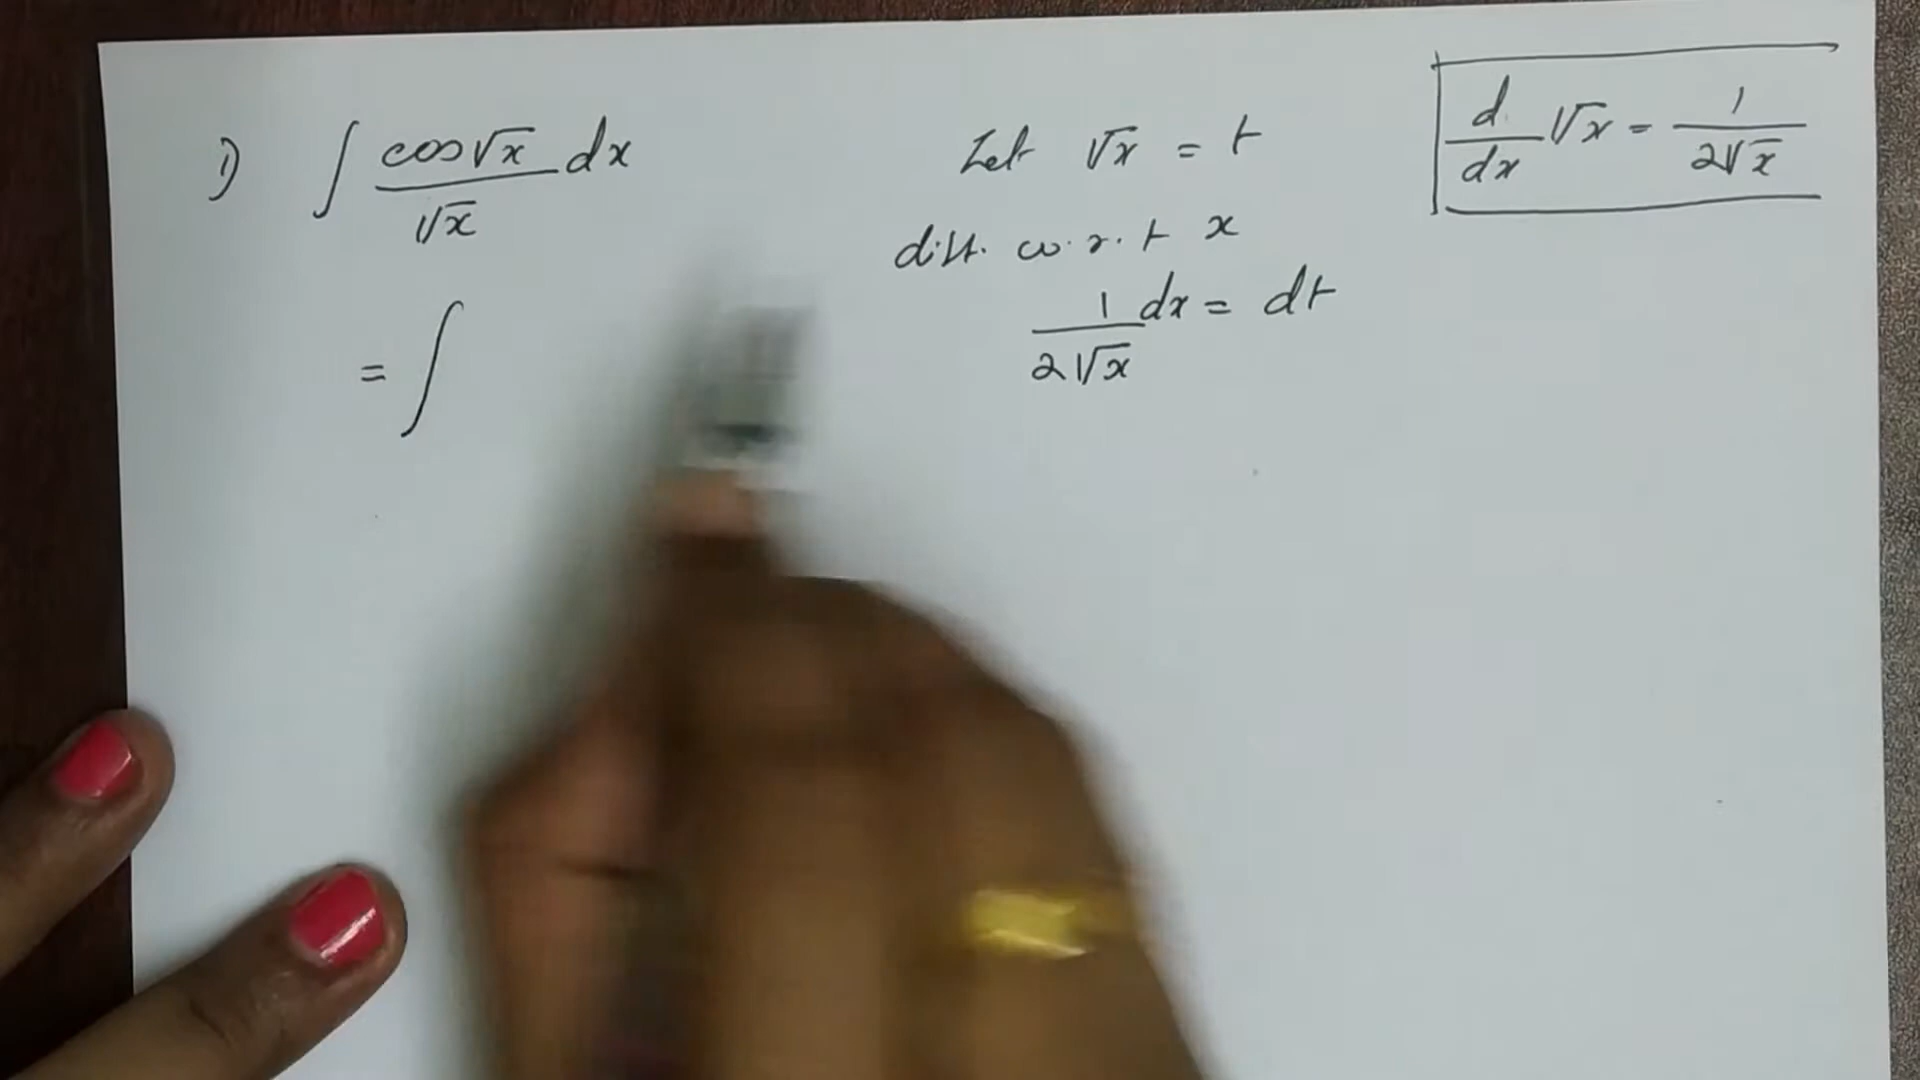 1) ∫ cos√x / √x dx
= ∫
Let √x = t
diff. w.r.t x
1 / 2√x dx = dt
d/dx √x = 1 / 2√x